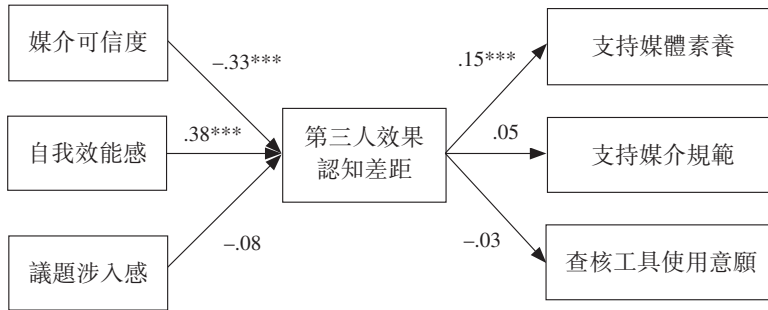 媒介可信度
支持媒體素養
–.33***
.15***
自我效能感
.38***
第三人效果
認知差距
.05
支持媒介規範
–.08
–.03
議題涉入感
查核工具使用意願